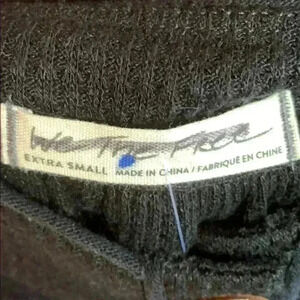 We The Free
EXTRA SMALL MADE IN CHINA / FABRIQUÉ EN CHINE